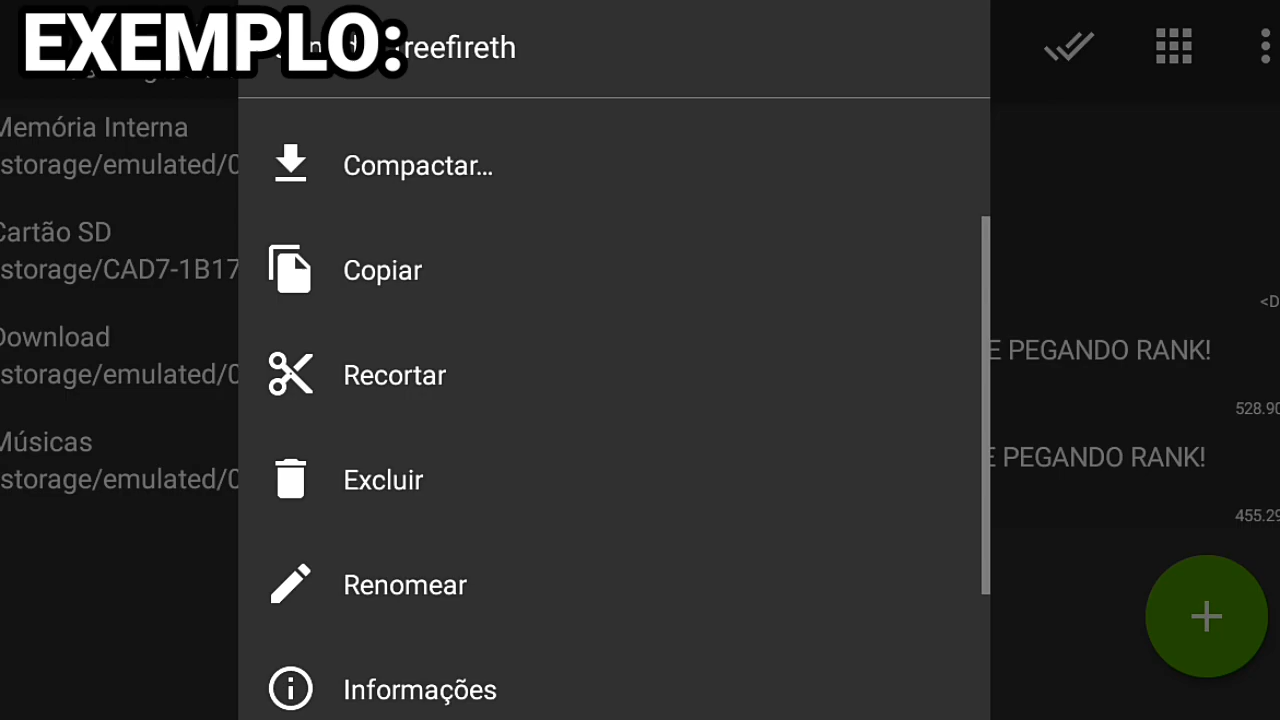 EXEMPLO:
reefireth
Memória Interna
storage/emulated/0
Cartão SD
storage/CAD7-1B17
Download
storage/emulated/0
Músicas
storage/emulated/0
Compactar...
Copiar
Recortar
Excluir
Renomear
Informações
<D
E PEGANDO RANK!
528.90
E PEGANDO RANK!
455.29